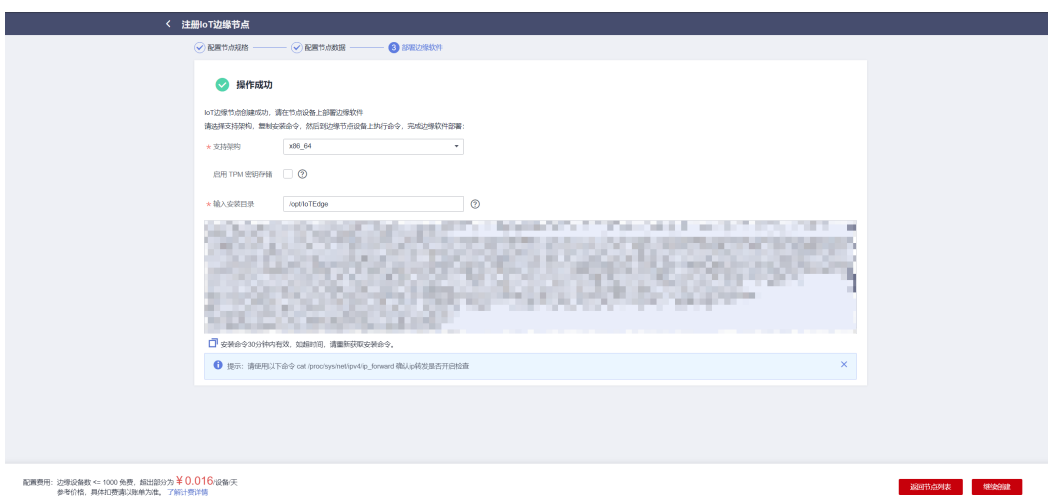 注册IoT边缘节点
配置节点规格 配置节点数据 3 部署边缘软件
操作成功
IoT边缘节点创建成功，请在节点设备上部署边缘软件
请选择支持架构，复制安装命令，然后到边缘节点设备上执行命令，完成边缘软件部署：
* 支持架构 x86_64
启用 TPM 密钥存储
* 输入安装目录 /opt/IoTEdge
安装命令30分钟内有效，如超时间，请重新获取安装命令。
提示：请使用以下命令 cat /proc/sys/net/ipv4/ip_forward 确认ip转发是否开启检查
配置费用：边缘设备数 <= 1000 免费，超出部分为 ¥0.016/设备/天
参考价格，具体扣费请以账单为准。 了解计费详情
返回节点列表 继续创建